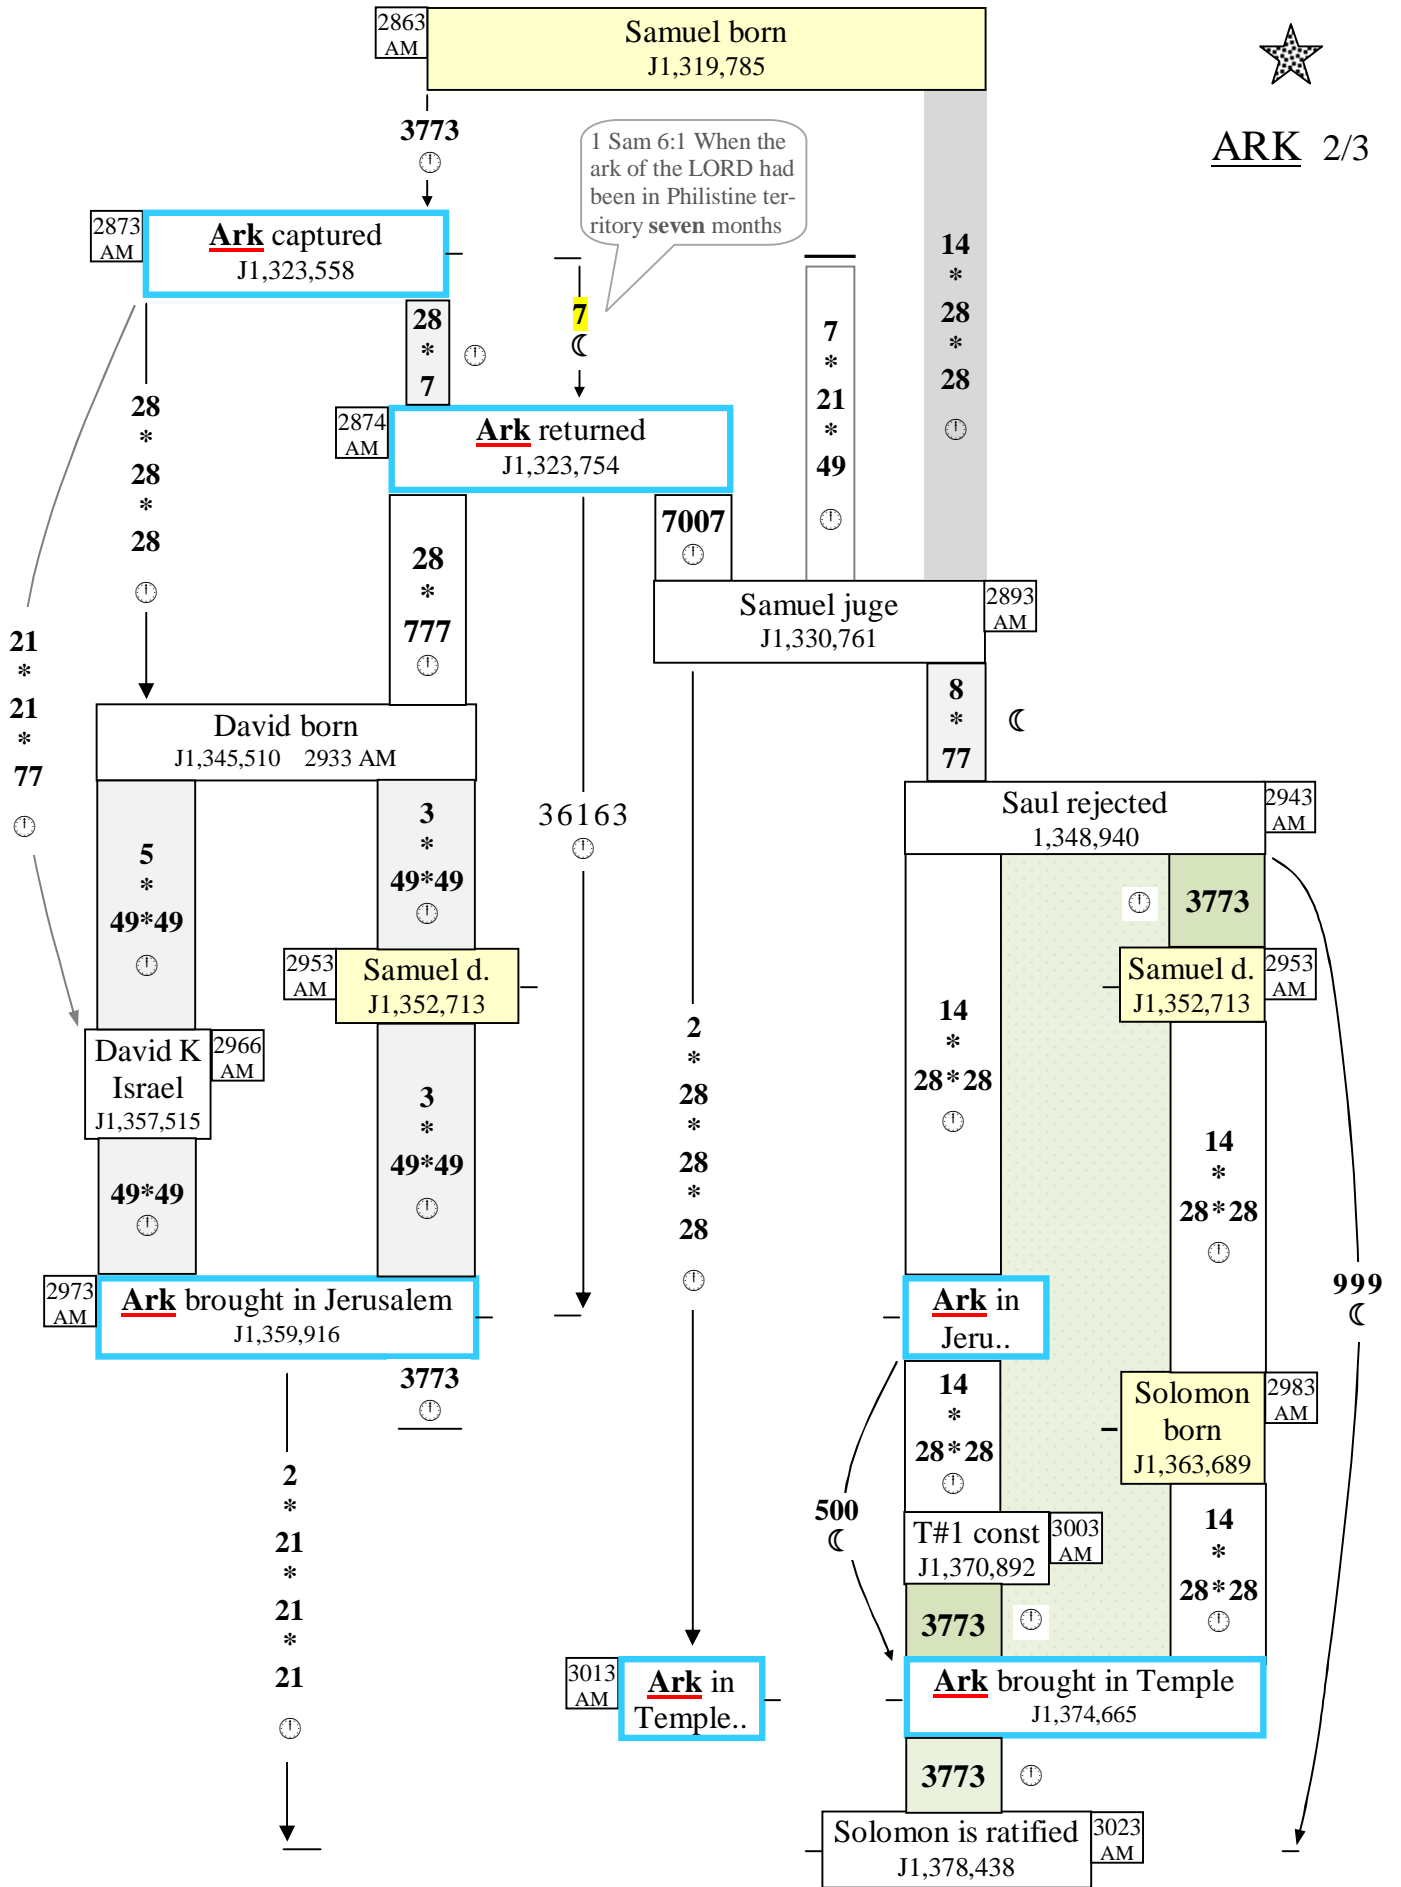 2863
AM
Samuel born
J1,319,785
ARK 2/3
3773
1 Sam 6:1 When the
ark of the LORD had
been in Philistine ter-
ritory seven months
2873
AM
Ark captured
J1,323,558
14
*
28
*
28
28
*
7
7
7
*
21
*
49
2874
AM
Ark returned
J1,323,754
28
*
28
*
28
28
*
777
7007
Samuel juge
J1,330,761
2893
AM
21
*
21
*
77
8
*
77
David born
J1,345,510 2933 AM
Saul rejected
1,348,940
2943
AM
36163
5
*
49*49
3
*
49*49
3773
2953
AM
Samuel d.
J1,352,713
Samuel d.
J1,352,713
2953
AM
14
*
28*28
2
*
28
*
28
*
28
David K
Israel
J1,357,515
2966
AM
3
*
49*49
14
*
28*28
49*49
999
2973
AM
Ark brought in Jerusalem
J1,359,916
Ark in
Jeru..
3773
14
*
28*28
Solomon
born
J1,363,689
2983
AM
2
*
21
*
21
*
21
500
T#1 const
J1,370,892
3003
AM
14
*
28*28
3773
3013
AM
Ark in
Temple..
Ark brought in Temple
J1,374,665
3773
Solomon is ratified
J1,378,438
3023
AM